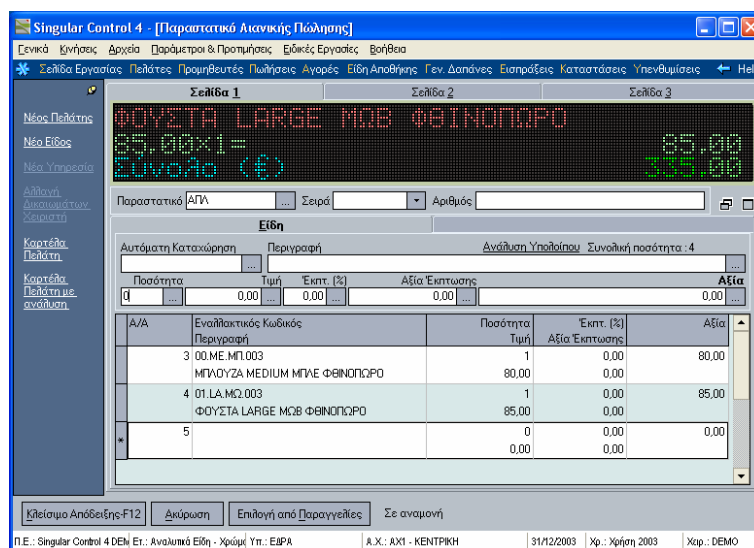 Singular Control 4 - [Παραστατικό Λιανικής Πώλησης]
Γενικά Κινήσεις Αρχεία Παράμετροι & Προτιμήσεις Ειδικές Εργασίες Βοήθεια
Σελίδα Εργασίας Πελάτες Προμηθευτές Πωλήσεις Αγορές Είδη Αποθήκης Γεν. Δαπάνες Εισπράξεις Καταστάσεις Υπενθυμίσεις Hel
Σελίδα 1 Σελίδα 2 Σελίδα 3
Νέος Πελάτης
Νέο Είδος
Νέα Υπηρεσία
Αλλαγή
Δικαιωμάτων
Χειριστή
Καρτέλα
Πελάτη
Καρτέλα
Πελάτη με
ανάλυση
ΦΟΥΣΤΑ LARGE ΜΩΒ ΦΘΙΝΟΠΩΡΟ
85,00x1= 85,00
Σύνολο (€) 335,00
Παραστατικό ΑΠΛ ... Σειρά Αριθμός
Είδη
Αυτόματη Καταχώρηση Περιγραφή Ανάλυση Υπολοίπου Συνολική ποσότητα : 4
... ...
Ποσότητα Τιμή Έκπτ. (%) Αξία Έκπτωσης Αξία
0 ... 0,00 ... 0,00 ... 0,00 ... 0,00 ...
Α/Α Εναλλακτικός Κωδικός Ποσότητα Έκπτ. (%) Αξία
Περιγραφή Τιμή Αξία Έκπτωσης
3 00.ΜΕ.ΜΠ.003 1 0,00 80,00
ΜΠΛΟΥΖΑ MEDIUM ΜΠΛΕ ΦΘΙΝΟΠΩΡΟ 80,00 0,00
4 01.LA.ΜΩ.003 1 0,00 85,00
ΦΟΥΣΤΑ LARGE ΜΩΒ ΦΘΙΝΟΠΩΡΟ 85,00 0,00
* 5 0 0,00 0,00
0,00 0,00
Κλείσιμο Απόδειξης-F12 Ακύρωση Επιλογή από Παραγγελίες Σε αναμονή
Π.Ε.: Singular Control 4 DEM Ετ.: Αναλυτικά Είδη - Χρώμα Υπ.: ΕΔΡΑ Α.Χ.: ΑΧ1 - ΚΕΝΤΡΙΚΗ 31/12/2003 Χρ.: Χρήση 2003 Χειρ.: DEMO